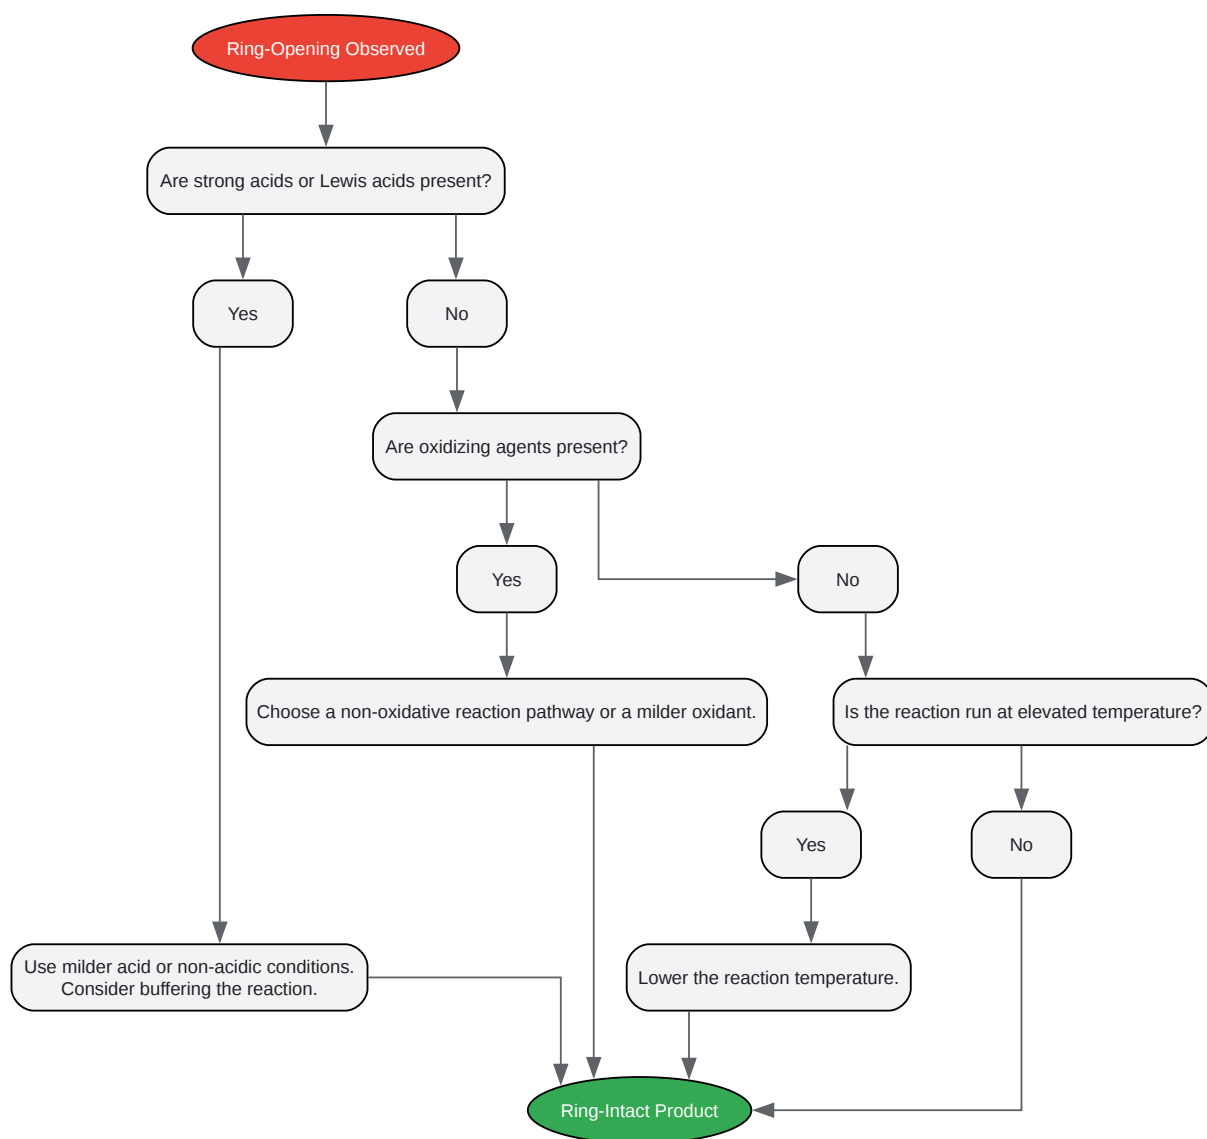 Ring-Opening Observed
Are strong acids or Lewis acids present?
Yes
No
Are oxidizing agents present?
Yes
No
Choose a non-oxidative reaction pathway or a milder oxidant.
Is the reaction run at elevated temperature?
Yes
No
Use milder acid or non-acidic conditions.
Consider buffering the reaction.
Lower the reaction temperature.
Ring-Intact Product